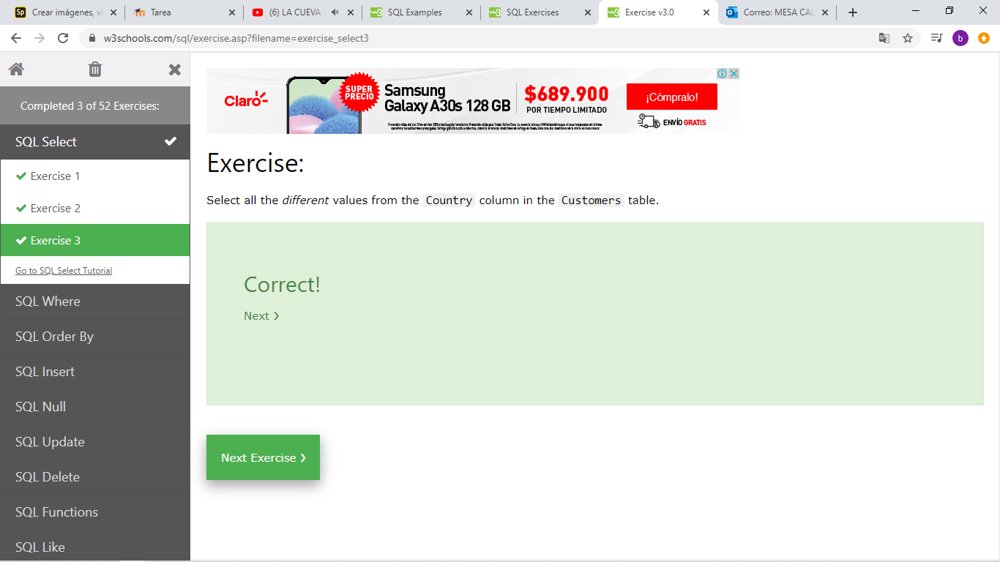 Crear imágenes, ví
Tarea
(6) LA CUEVA
SQL Examples
SQL Exercises
Exercise v3.0
Correo: MESA CAL
w3schools.com/sql/exercise.asp?filename=exercise_select3
b
Completed 3 of 52 Exercises:
SQL Select
Exercise 1
Exercise 2
Exercise 3
Go to SQL Select Tutorial
SQL Where
SQL Order By
SQL Insert
SQL Null
SQL Update
SQL Delete
SQL Functions
SQL Like
Claro
SUPER
PRECIO
Samsung
Galaxy A30s 128 GB
$689.900
POR TIEMPO LIMITADO
¡Cómpralo!
ENVÍO GRATIS
Exercise:
Select all the different values from the Country column in the Customers table.
Correct!
Next ❯
Next Exercise ❯